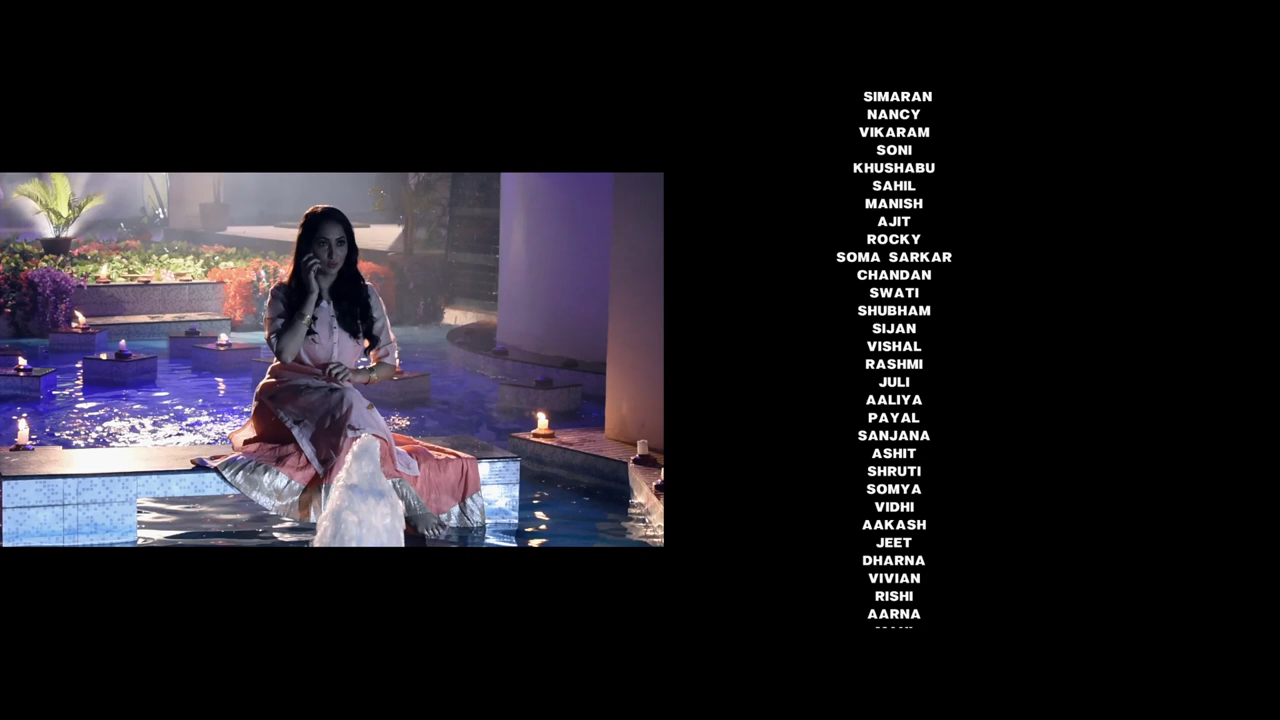 SIMARAN
NANCY
VIKARAM
SONI
KHUSHABU
SAHIL
MANISH
AJIT
ROCKY
SOMA SARKAR
CHANDAN
SWATI
SHUBHAM
SIJAN
VISHAL
RASHMI
JULI
AALIYA
PAYAL
SANJANA
ASHIT
SHRUTI
SOMYA
VIDHI
AAKASH
JEET
DHARNA
VIVIAN
RISHI
AARNA